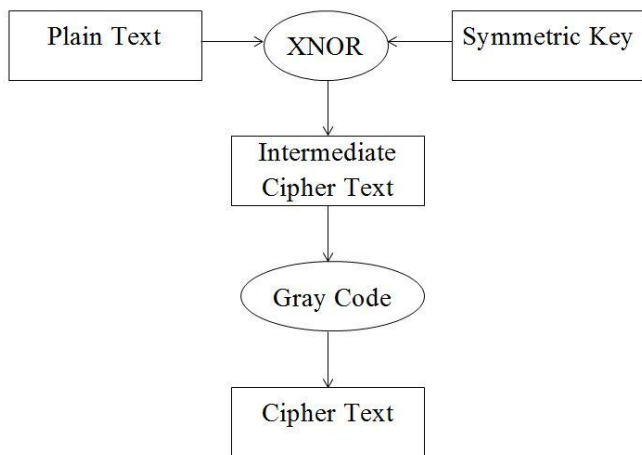 Plain Text
XNOR
Symmetric Key
Intermediate
Cipher Text
Gray Code
Cipher Text